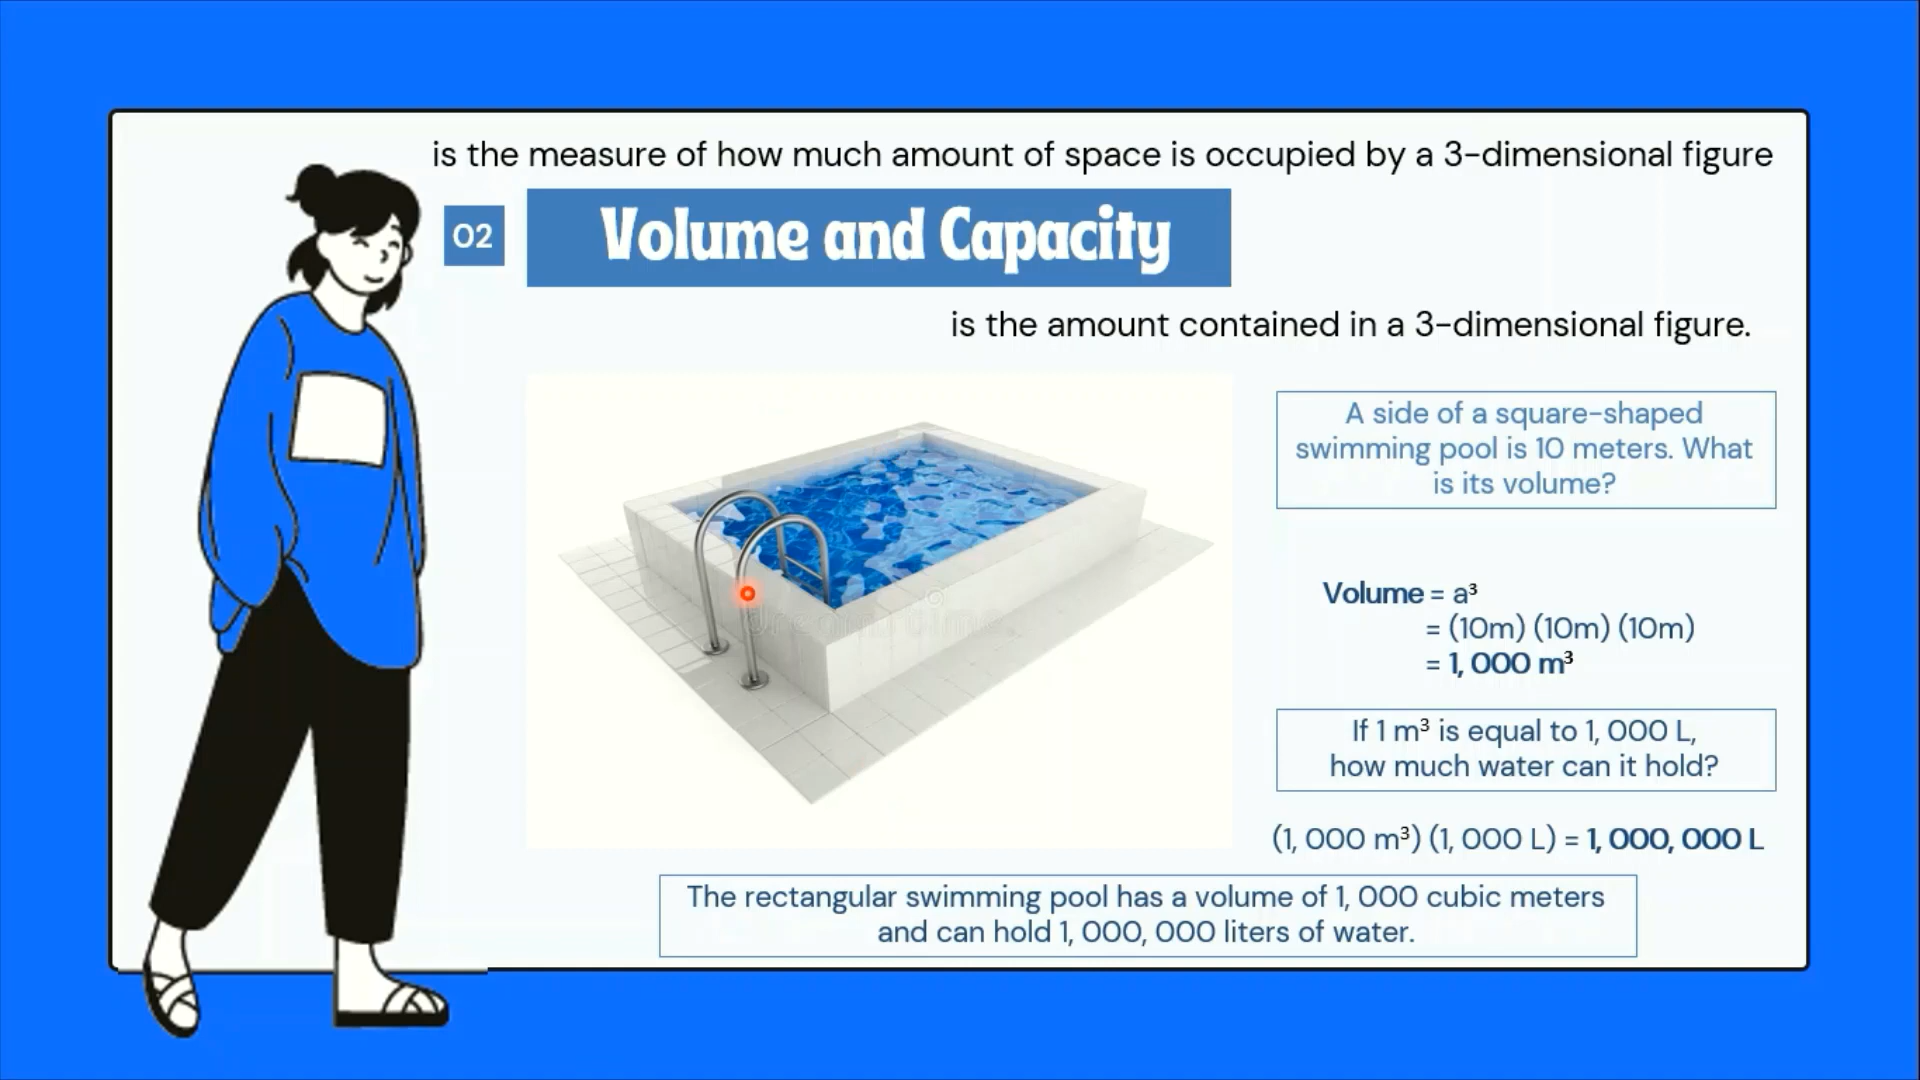 is the measure of how much amount of space is occupied by a 3-dimensional figure
02
Volume and Capacity
is the amount contained in a 3-dimensional figure.
A side of a square-shaped
swimming pool is 10 meters. What
is its volume?
Volume = a³
= (10m) (10m) (10m)
= 1, 000 m³
If 1 m³ is equal to 1, 000 L,
how much water can it hold?
(1, 000 m³) (1, 000 L) = 1, 000, 000 L
The rectangular swimming pool has a volume of 1, 000 cubic meters
and can hold 1, 000, 000 liters of water.